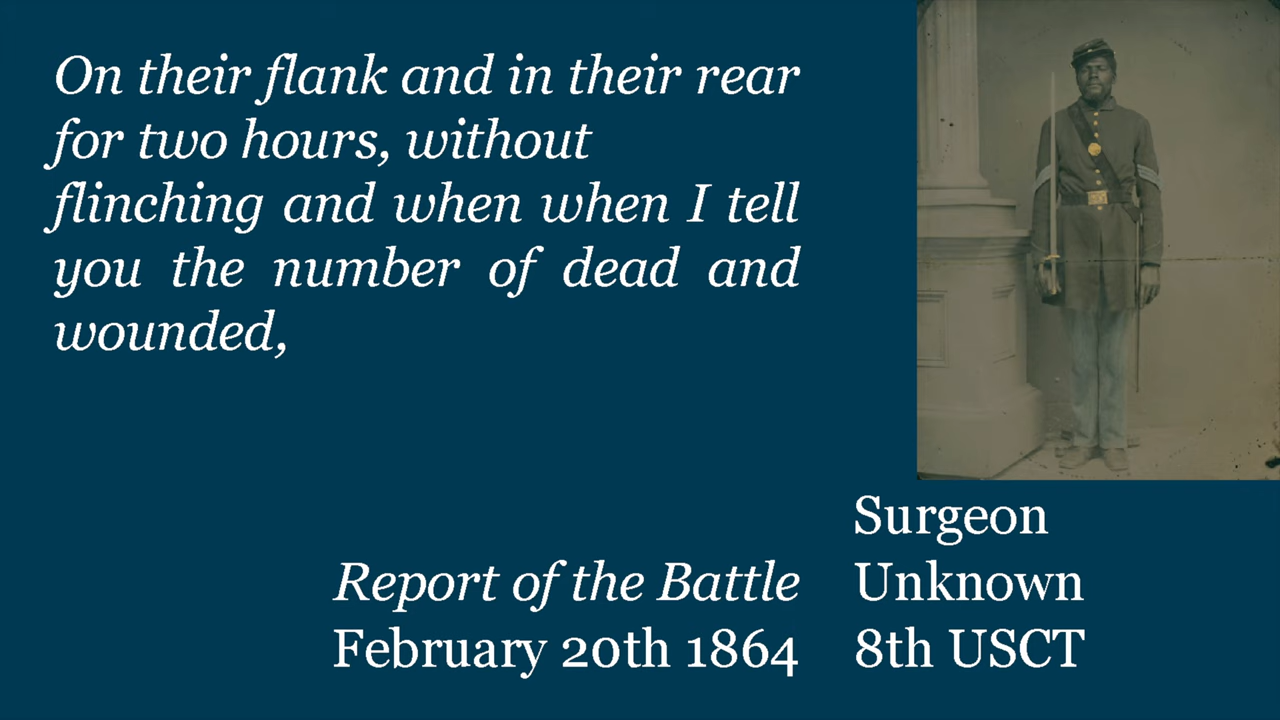 On their flank and in their rear
for two hours, without
flinching and when when I tell
you the number of dead and
wounded,
Report of the Battle
February 20th 1864
Surgeon
Unknown
8th USCT